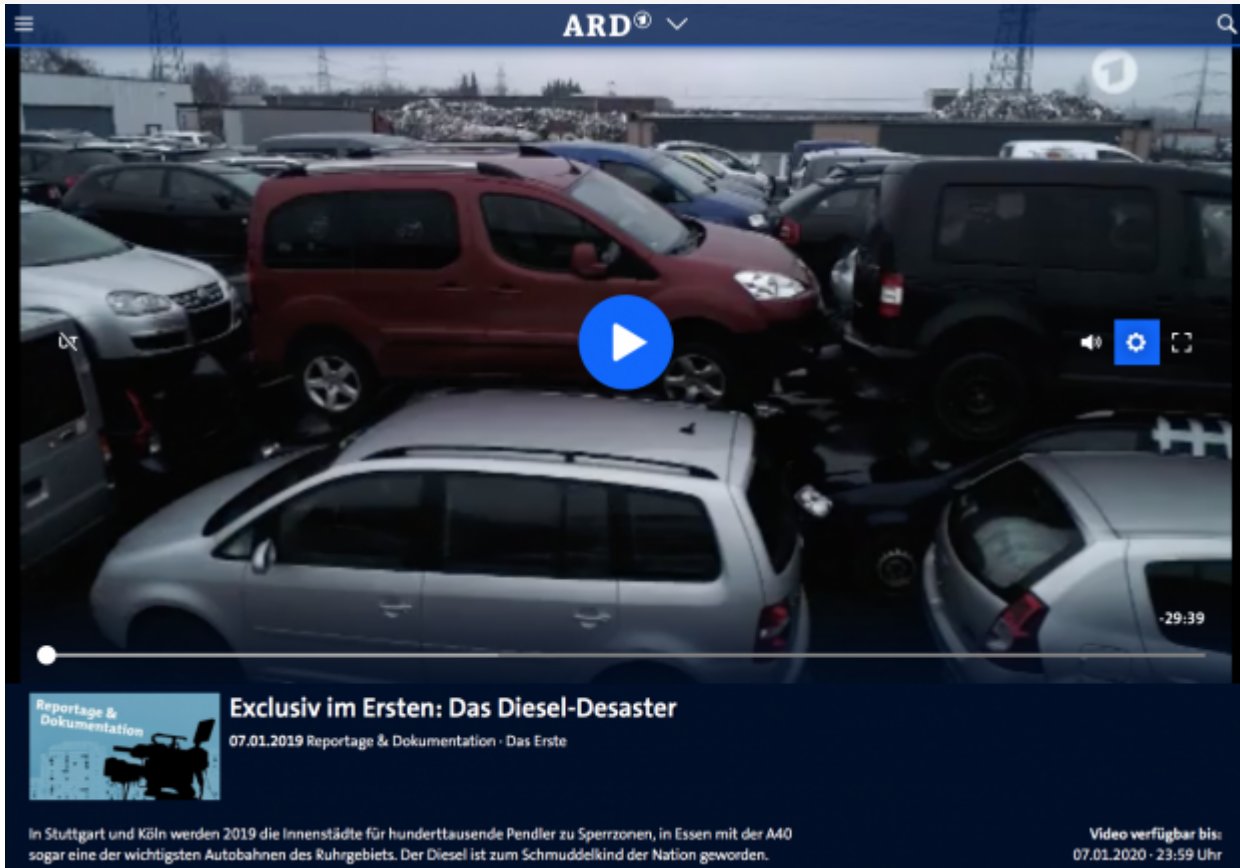 ARD
UT
-29:39
Reportage &
Dokumentation
Exclusiv im Ersten: Das Diesel-Desaster
07.01.2019 Reportage & Dokumentation · Das Erste
In Stuttgart und Köln werden 2019 die Innenstädte für hunderttausende Pendler zu Sperrzonen, in Essen mit der A40
sogar eine der wichtigsten Autobahnen des Ruhrgebiets. Der Diesel ist zum Schmuddelkind der Nation geworden.
Video verfügbar bis:
07.01.2020 · 23:59 Uhr